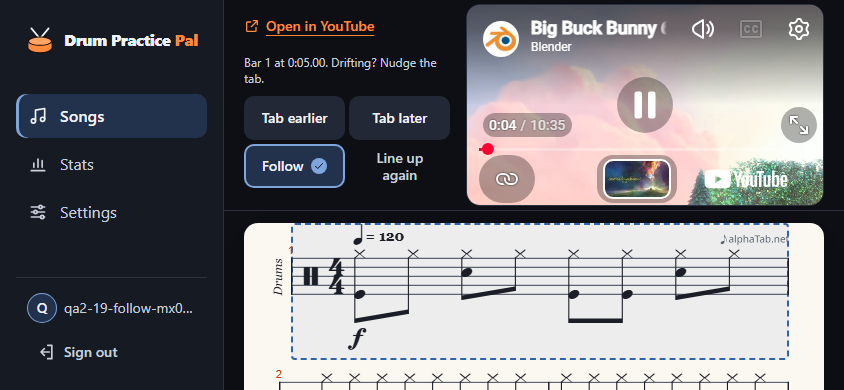 Drum Practice Pal
Songs
Stats
Settings
Q
qa2-19-follow-mx0...
Sign out
Open in YouTube
Bar 1 at 0:05.00. Drifting? Nudge the
tab.
Tab earlier
Tab later
Follow
Line up
again
Big Buck Bunny
Blender
CC
0:04 / 10:35
YouTube
= 120
♪alphaTab.net
1
Drums
4
4
f
2